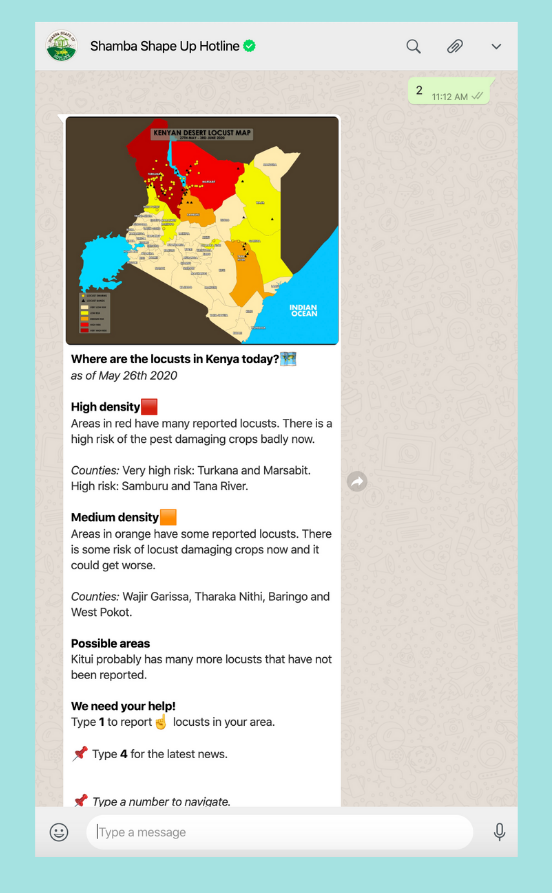 Shamba Shape Up Hotline
2
11:12 AM
KENYAN DESERT LOCUST MAP
INDIAN
OCEAN
Where are the locusts in Kenya today?
as of May 26th 2020
High density
Areas in red have many reported locusts. There is a
high risk of the pest damaging crops badly now.
Counties: Very high risk: Turkana and Marsabit.
High risk: Samburu and Tana River.
Medium density
Areas in orange have some reported locusts. There
is some risk of locust damaging crops now and it
could get worse.
Counties: Wajir Garissa, Tharaka Nithi, Baringo and
West Pokot.
Possible areas
Kitui probably has many more locusts that have not
been reported.
We need your help!
Type 1 to report ☝️ locusts in your area.
📌 Type 4 for the latest news.
📌 Type a number to navigate.
Type a message